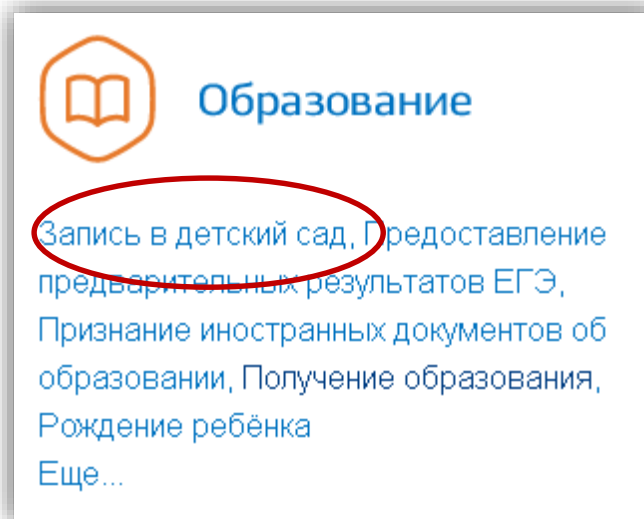 Образование
Запись в детский сад, Предоставление
предварительных результатов ЕГЭ,
Признание иностранных документов об
образовании, Получение образования,
Рождение ребёнка
Еще...